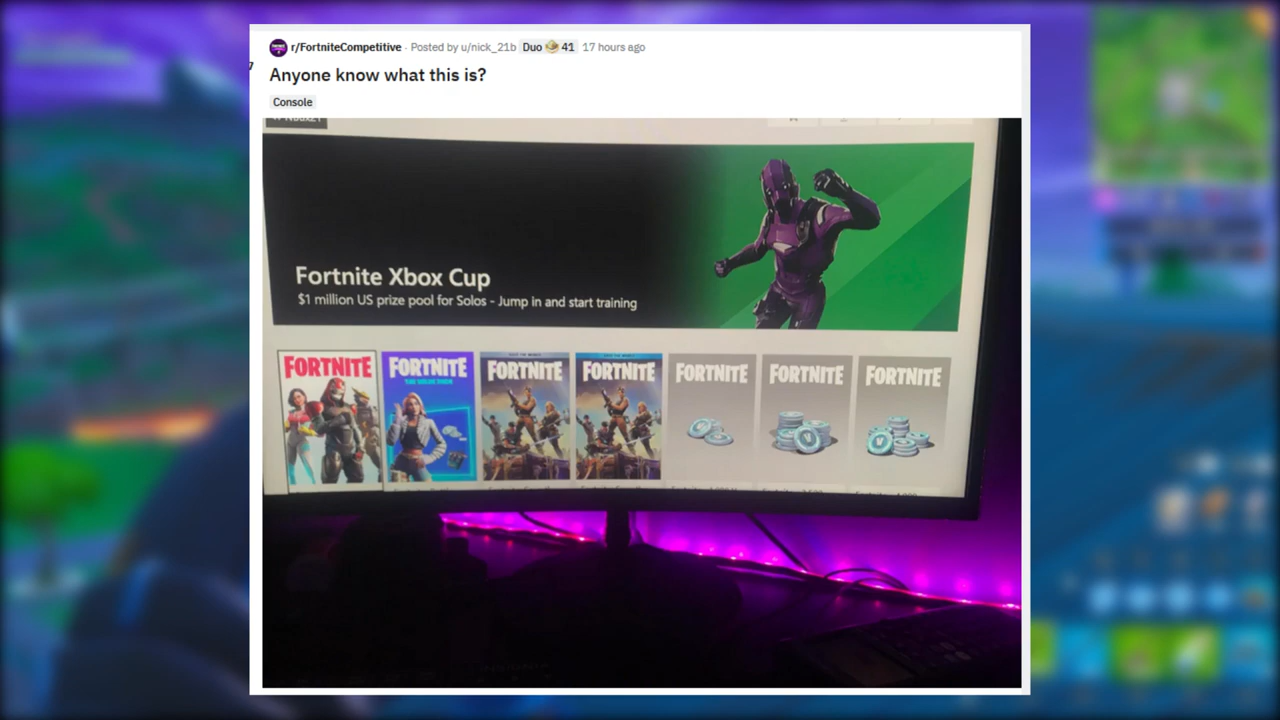 r/FortniteCompetitive · Posted by u/nick_21b Duo 41 17 hours ago
Anyone know what this is?
Console
Fortnite Xbox Cup
$1 million US prize pool for Solos - Jump in and start training
FORTNITE FORTNITE FORTNITE FORTNITE FORTNITE FORTNITE FORTNITE